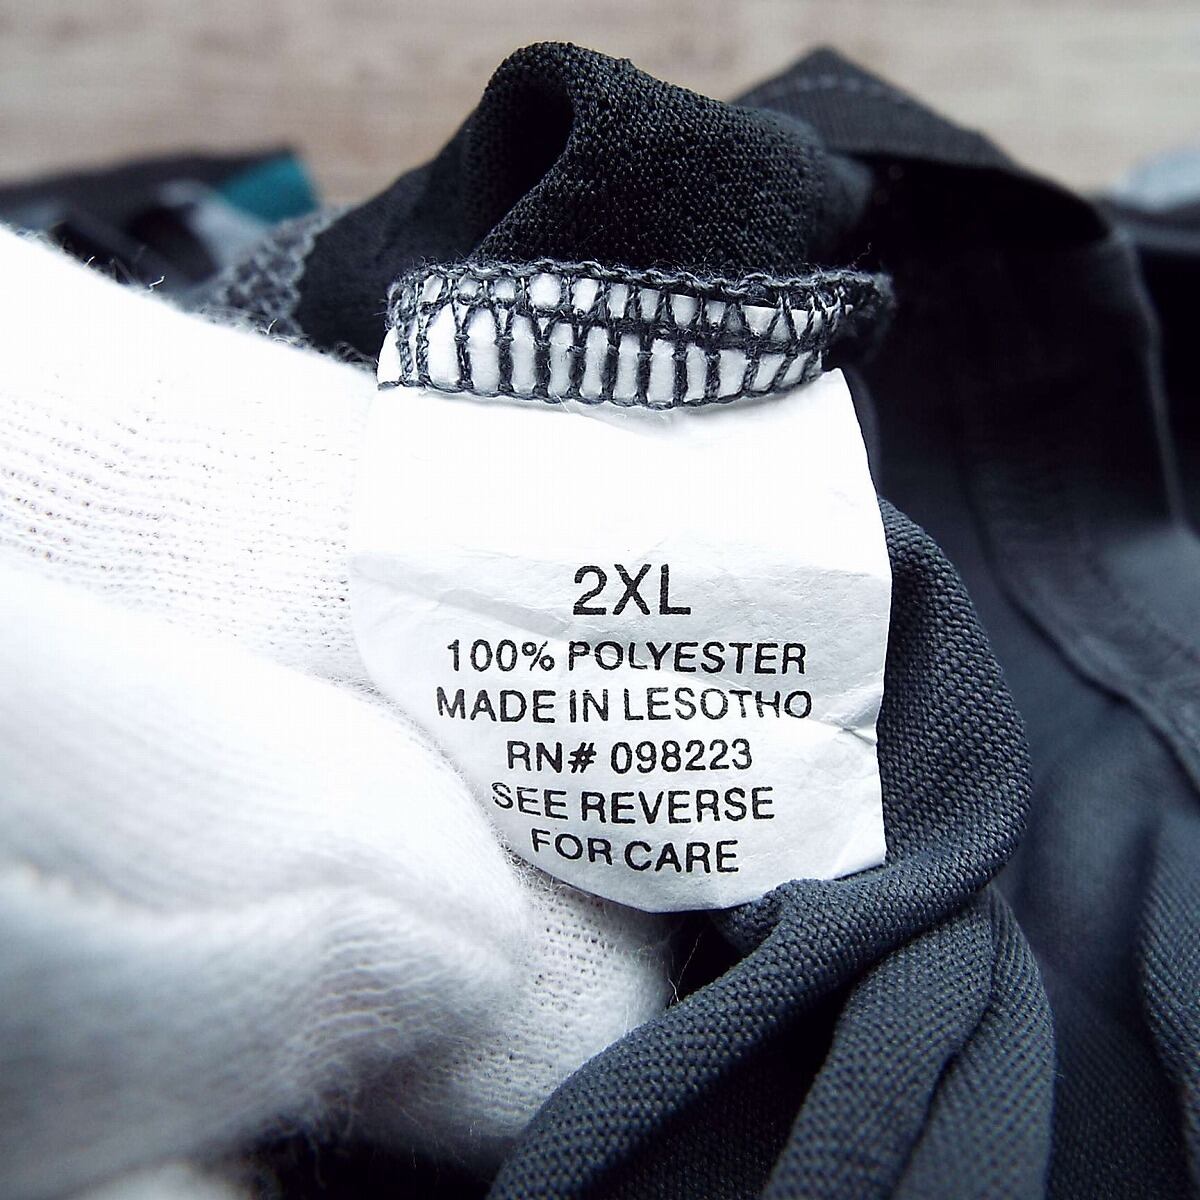 2XL
100% POLYESTER
MADE IN LESOTHO
RN# 098223
SEE REVERSE
FOR CARE